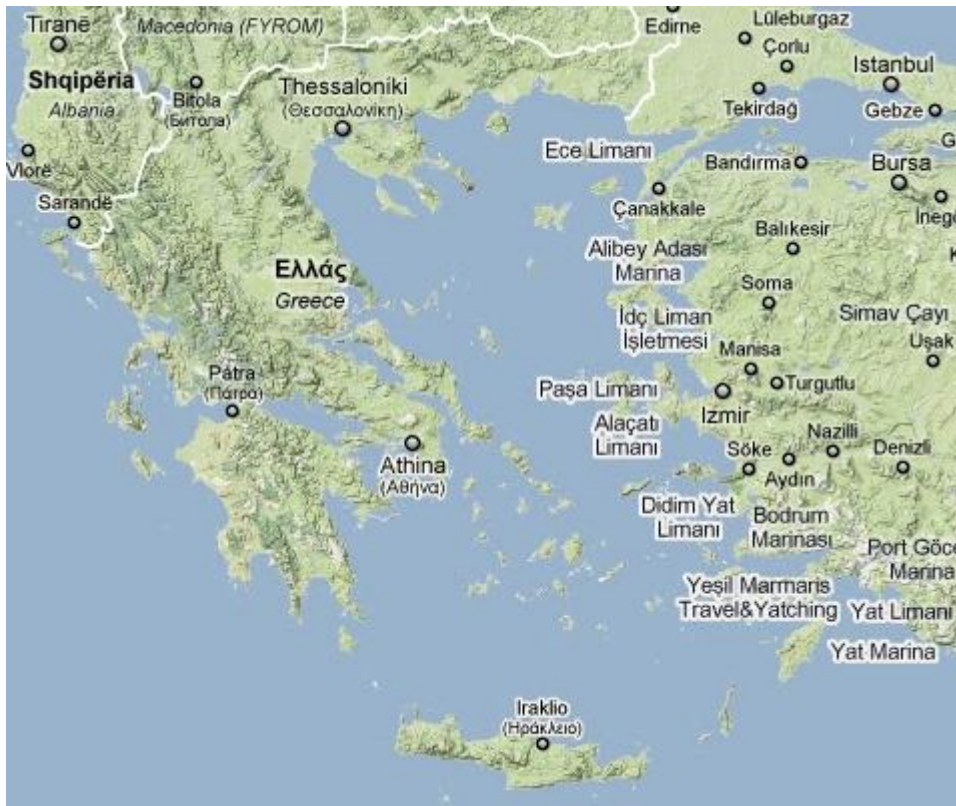 Tiranë
Macedonia (FYROM)
Edirne
Lüleburgaz
Çorlu
Istanbul
Shqipëria
Albania
Bitola
(Битола)
Thessaloniki
(Θεσσαλονίκη)
Tekirdağ
Gebze
Vlorë
Ece Limanı
Bandırma
Bursa
Sarandë
Çanakkale
İnegö
Balıkesir
Alibey Adası
Marina
Ελλάς
Greece
Soma
İdç Liman
İşletmesi
Simav Çayı
Uşak
Manisa
Pátra
(Πάτρα)
Paşa Limanı
Izmir
Turgutlu
Alaçatı
Limanı
Athina
(Αθήνα)
Söke
Nazilli
Aydın
Denizli
Didim Yat
Limanı
Bodrum
Marinası
Port Göce
Marina
Yeşil Marmaris
Travel&Yatching
Yat Limanı
Yat Marina
Iraklio
(Ηράκλειο)